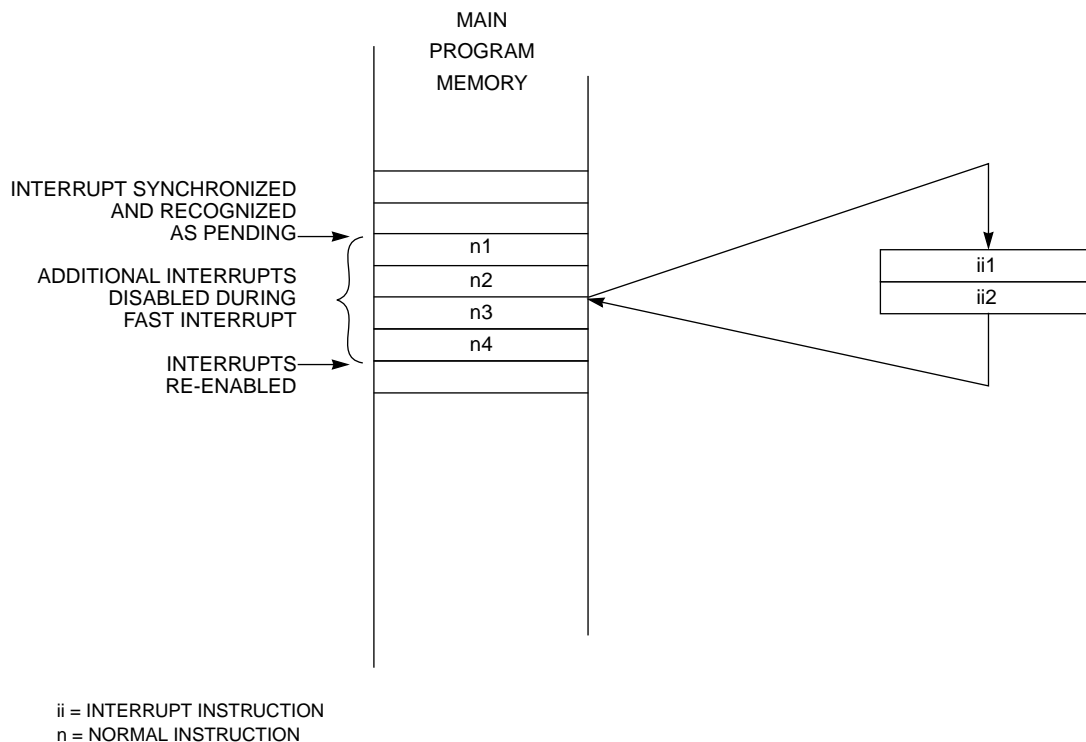 MAIN
PROGRAM
MEMORY
INTERRUPT SYNCHRONIZED
AND RECOGNIZED
AS PENDING
ADDITIONAL INTERRUPTS
DISABLED DURING
FAST INTERRUPT
INTERRUPTS
RE-ENABLED
n1
n2
n3
n4
ii1
ii2
ii = INTERRUPT INSTRUCTION
n = NORMAL INSTRUCTION